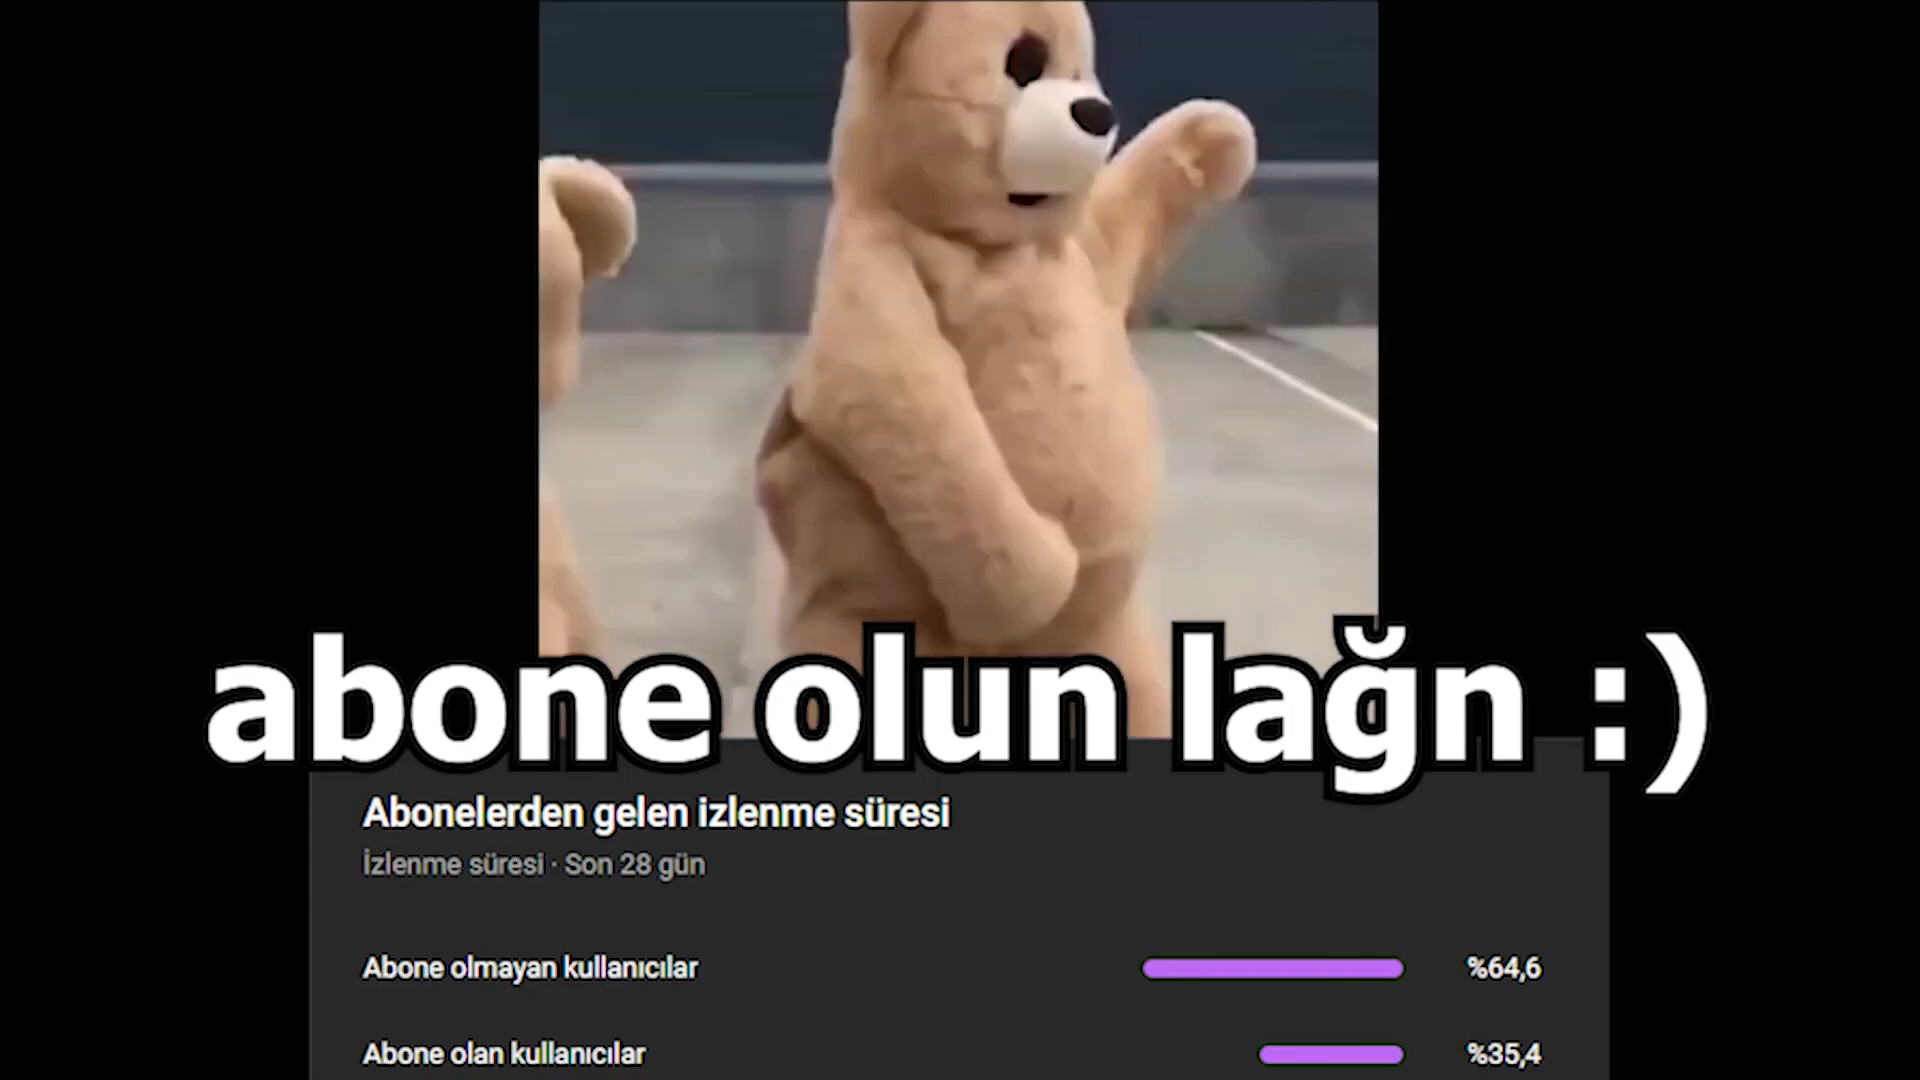 abone olun lağn :)
Abonelerden gelen izlenme süresi
İzlenme süresi · Son 28 gün
Abone olmayan kullanıcılar %64,6
Abone olan kullanıcılar %35,4